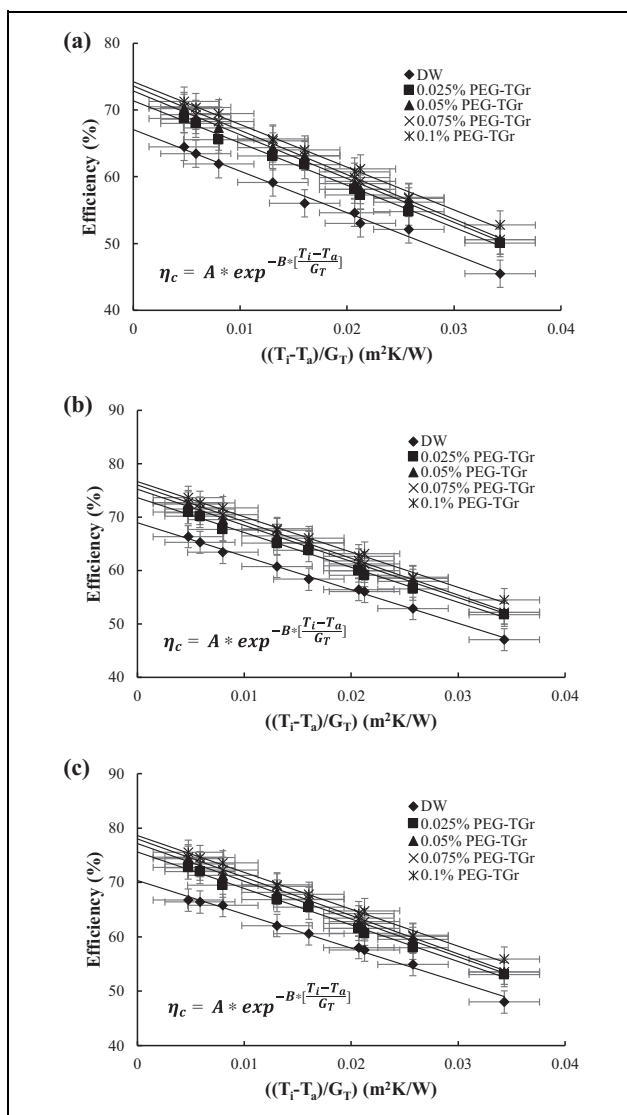 (a)
80
70
60
50
40
Efficiency (%)
◆DW
■0.025% PEG-TGr
▲0.05% PEG-TGr
×0.075% PEG-TGr
✳0.1% PEG-TGr
η_c = A * exp^{-B*[\frac{T_i-T_a}{G_T}]}
0 0.01 0.02 0.03 0.04
((T_i-T_a)/G_T) (m²K/W)
(b)
90
80
70
60
50
40
Efficiency (%)
◆DW
■0.025% PEG-TGr
▲0.05% PEG-TGr
×0.075% PEG-TGr
✳0.1% PEG-TGr
η_c = A * exp^{-B*[\frac{T_i-T_a}{G_T}]}
0 0.01 0.02 0.03 0.04
((T_i-T_a)/G_T) (m²K/W)
(c)
90
80
70
60
50
40
Efficiency (%)
◆DW
■0.025% PEG-TGr
▲0.05% PEG-TGr
×0.075% PEG-TGr
✳0.1% PEG-TGr
η_c = A * exp^{-B*[\frac{T_i-T_a}{G_T}]}
0 0.01 0.02 0.03 0.04
((T_i-T_a)/G_T) (m²K/W)